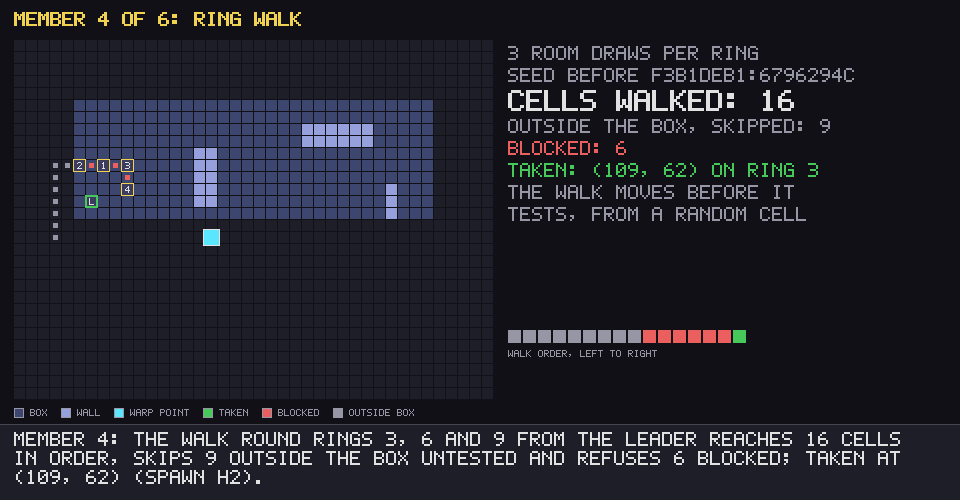 MEMBER 4 OF 6: RING WALK
3 ROOM DRAWS PER RING
SEED BEFORE F3B1DEB1:6796294C
CELLS WALKED: 16
OUTSIDE THE BOX, SKIPPED: 9
BLOCKED: 6
TAKEN: (109, 62) ON RING 3
THE WALK MOVES BEFORE IT
TESTS, FROM A RANDOM CELL
2 1 3
4
L
WALK ORDER, LEFT TO RIGHT
BOX WALL WARP POINT TAKEN BLOCKED OUTSIDE BOX
MEMBER 4: THE WALK ROUND RINGS 3, 6 AND 9 FROM THE LEADER REACHES 16 CELLS
IN ORDER, SKIPS 9 OUTSIDE THE BOX UNTESTED AND REFUSES 6 BLOCKED; TAKEN AT
(109, 62) (SPAWN H2).